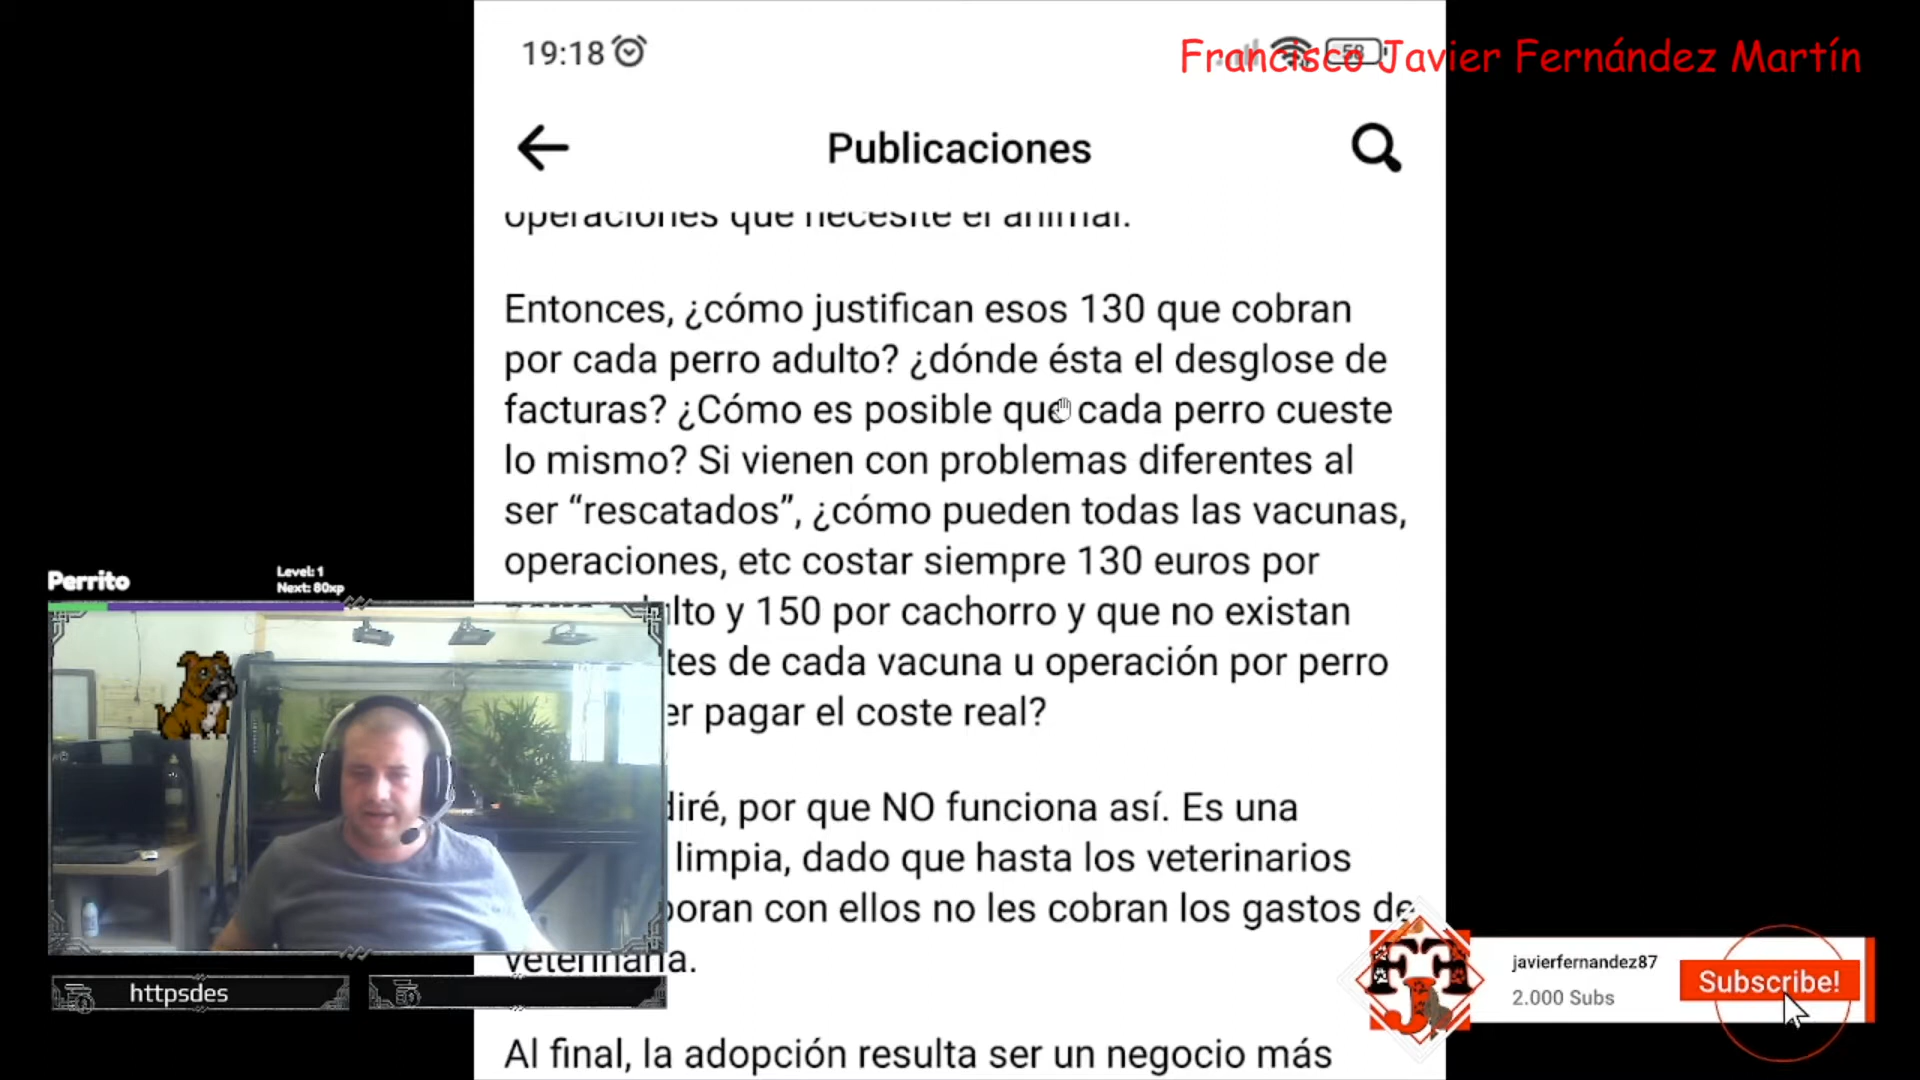 19:18
58
Francisco Javier Fernández Martín
Publicaciones
operaciones que necesite el animal.
Entonces, ¿cómo justifican esos 130 que cobran
por cada perro adulto? ¿dónde ésta el desglose de
facturas? ¿Cómo es posible que cada perro cueste
lo mismo? Si vienen con problemas diferentes al
ser “rescatados”, ¿cómo pueden todas las vacunas,
operaciones, etc costar siempre 130 euros por
lto y 150 por cachorro y que no existan
tes de cada vacuna u operación por perro
er pagar el coste real?
diré, por que NO funciona así. Es una
limpia, dado que hasta los veterinarios
boran con ellos no les cobran los gastos de
veterinaria.
Al final, la adopción resulta ser un negocio más
Perrito
Level: 1
Next: 80xp
httpsdes
javierfernandez87
2.000 Subs
Subscribe!